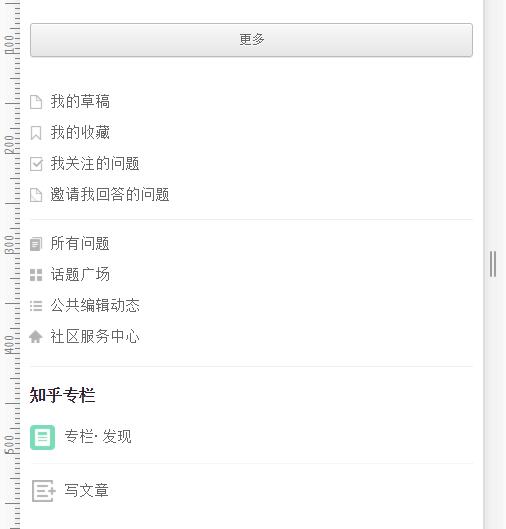 更多
我的草稿
我的收藏
我关注的问题
邀请我回答的问题
所有问题
话题广场
公共编辑动态
社区服务中心
知乎专栏
专栏· 发现
写文章
100
200
300
400
500